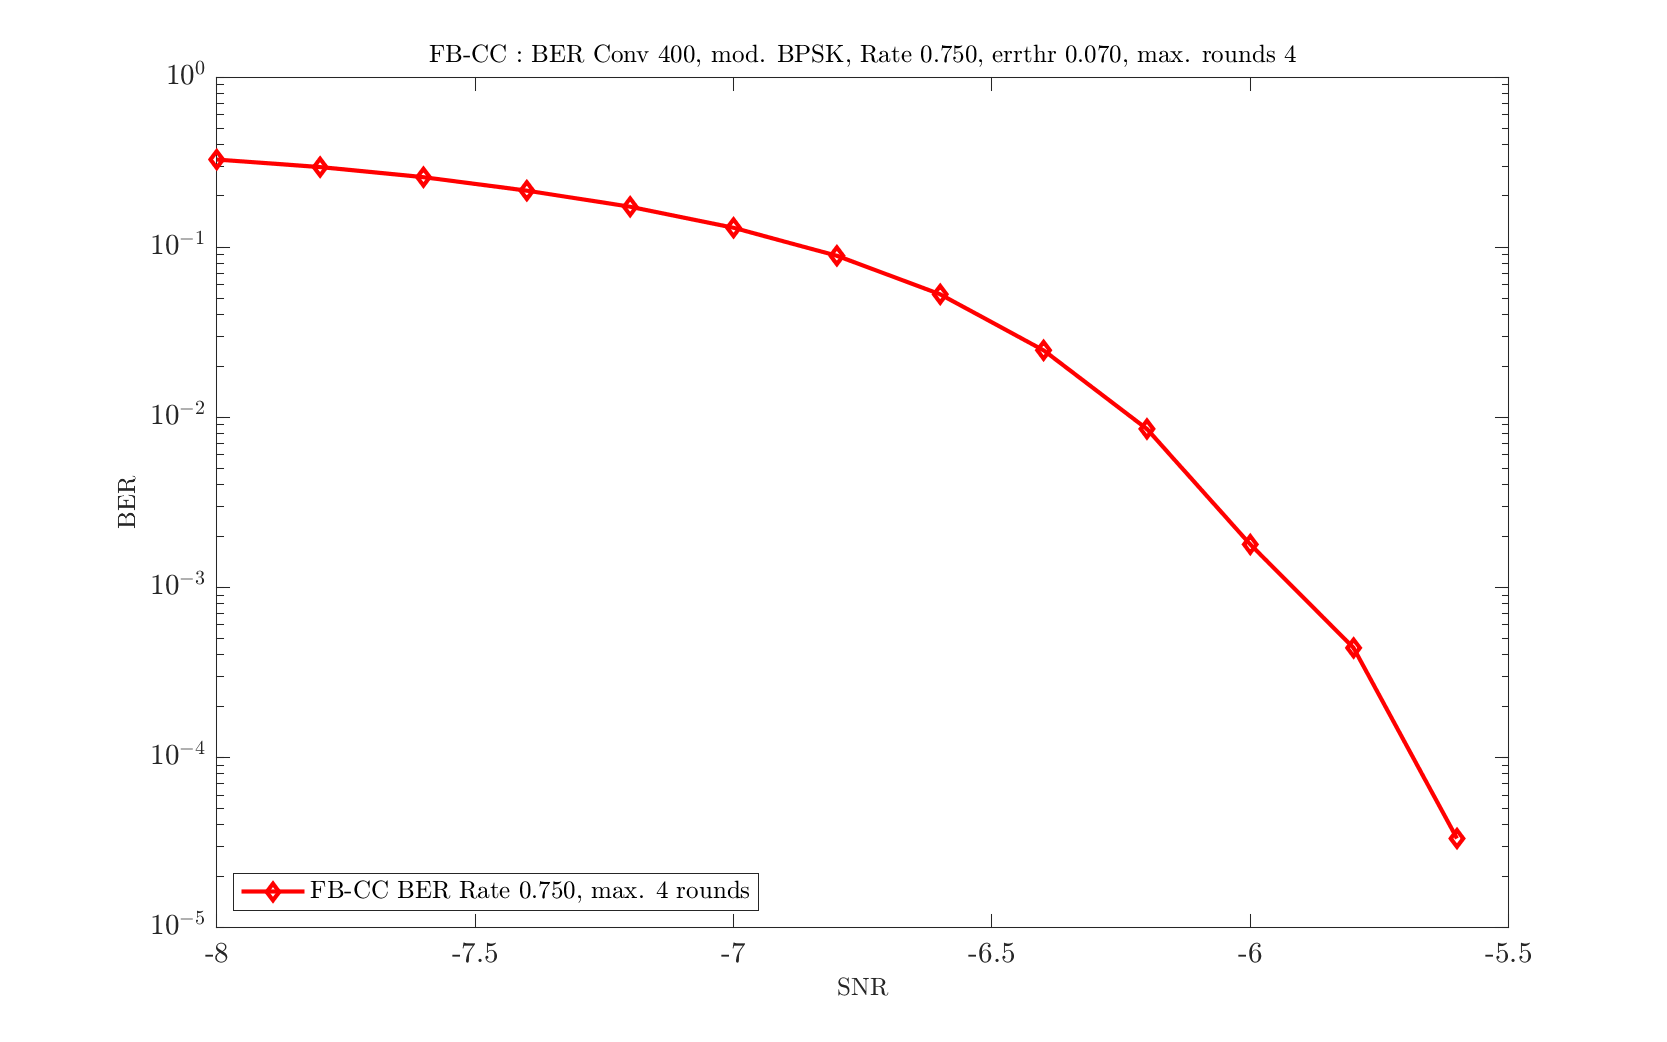 FB-CC : BER Conv 400, mod. BPSK, Rate 0.750, errthr 0.070, max. rounds 4
10^0
10^-1
10^-2
10^-3
10^-4
10^-5
BER
FB-CC BER Rate 0.750, max. 4 rounds
-8 -7.5 -7 -6.5 -6 -5.5
SNR